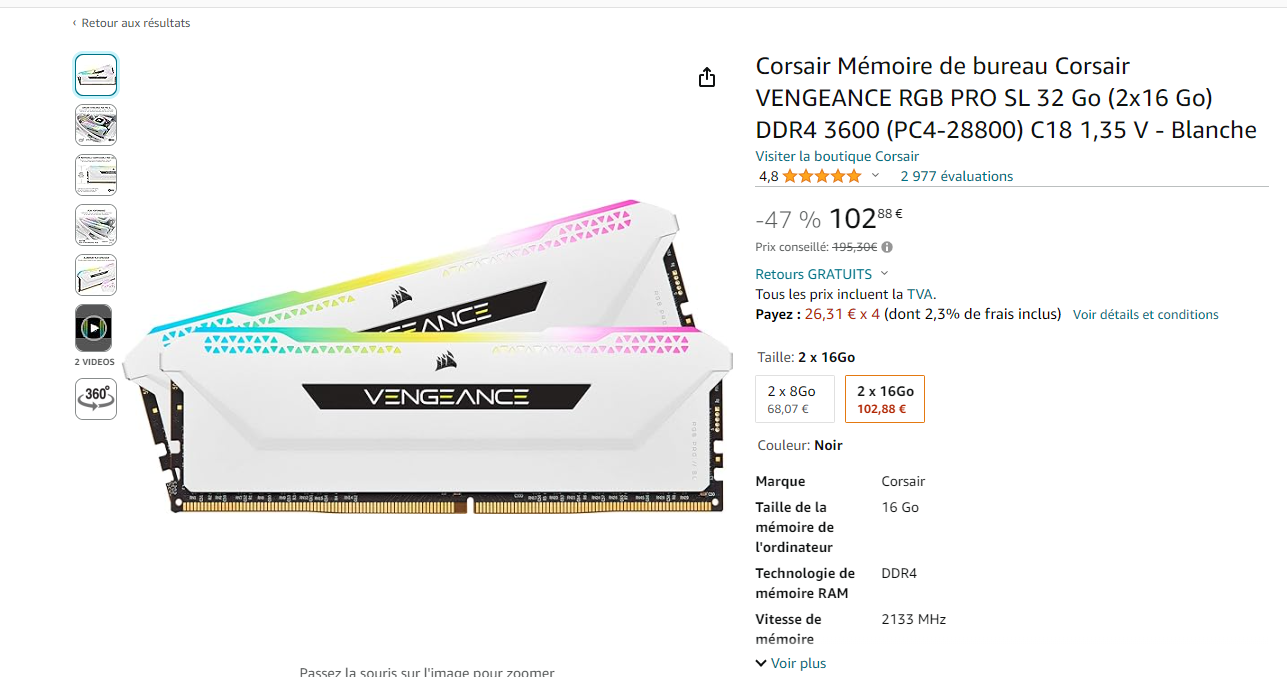 ‹ Retour aux résultats
Corsair Mémoire de bureau Corsair
VENGEANCE RGB PRO SL 32 Go (2x16 Go)
DDR4 3600 (PC4-28800) C18 1,35 V - Blanche
Visiter la boutique Corsair
4,8
2 977 évaluations
-47 % 102,88 €
Prix conseillé: 195,30€
Retours GRATUITS
Tous les prix incluent la TVA.
Payez : 26,31 € x 4 (dont 2,3% de frais inclus) Voir détails et conditions
Taille: 2 x 16Go
2 x 8Go
68,07 €
2 x 16Go
102,88 €
Couleur: Noir
Marque Corsair
Taille de la 16 Go
mémoire de
l'ordinateur
Technologie de DDR4
mémoire RAM
Vitesse de 2133 MHz
mémoire
Voir plus
2 VIDEOS
360°
GEANCE
VENGEANCE
Passez la souris sur l'image pour zoomer